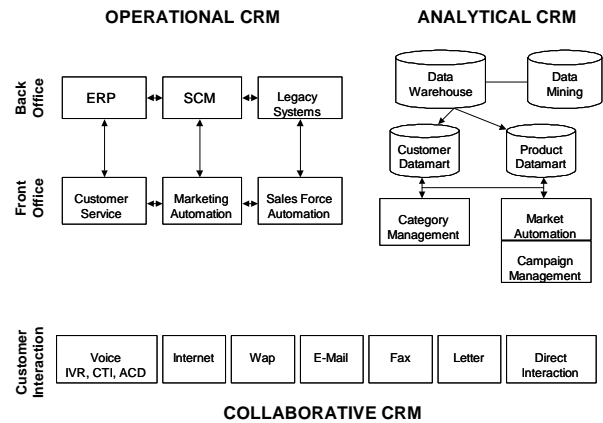 OPERATIONAL CRM
ANALYTICAL CRM
Back
Office
ERP
SCM
Legacy
Systems
Data
Warehouse
Data
Mining
Customer
Datamart
Product
Datamart
Front
Office
Customer
Service
Marketing
Automation
Sales Force
Automation
Category
Management
Market
Automation
Campaign
Management
Customer
Interaction
Voice
IVR, CTI, ACD
Internet
Wap
E-Mail
Fax
Letter
Direct
Interaction
COLLABORATIVE CRM